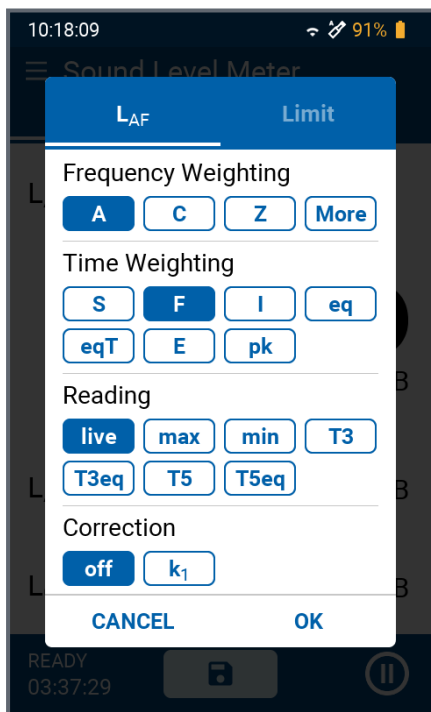 10:18:09 91%
Sound Level Meter
LAF Limit
Frequency Weighting
A C Z More
Time Weighting
S F I eq
eqT E pk
Reading
live max min T3
T3eq T5 T5eq
Correction
off k₁
CANCEL OK
READY
03:37:29